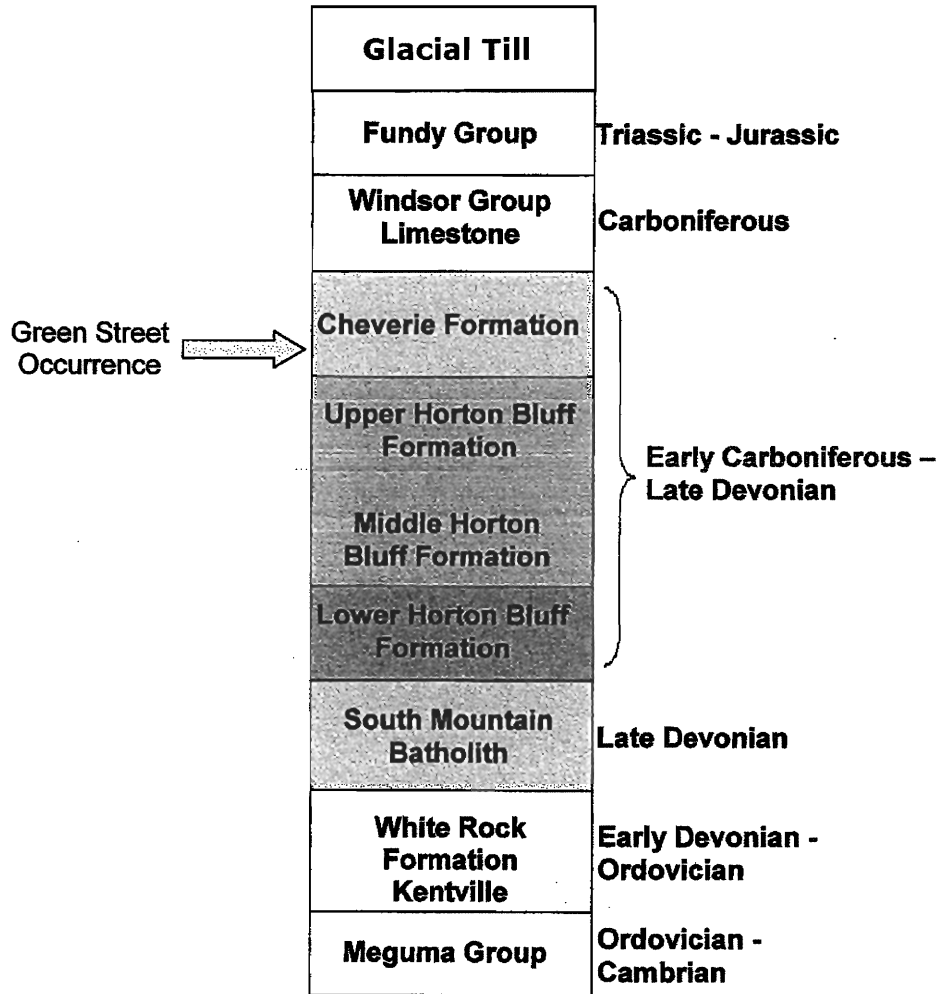 Glacial Till
Fundy Group
Triassic - Jurassic
Windsor Group
Limestone
Carboniferous
Green Street
Occurrence
Cheverie Formation
Upper Horton Bluff
Formation
Early Carboniferous –
Late Devonian
Middle Horton
Bluff Formation
Lower Horton Bluff
Formation
South Mountain
Batholith
Late Devonian
White Rock
Formation
Kentville
Early Devonian -
Ordovician
Meguma Group
Ordovician -
Cambrian